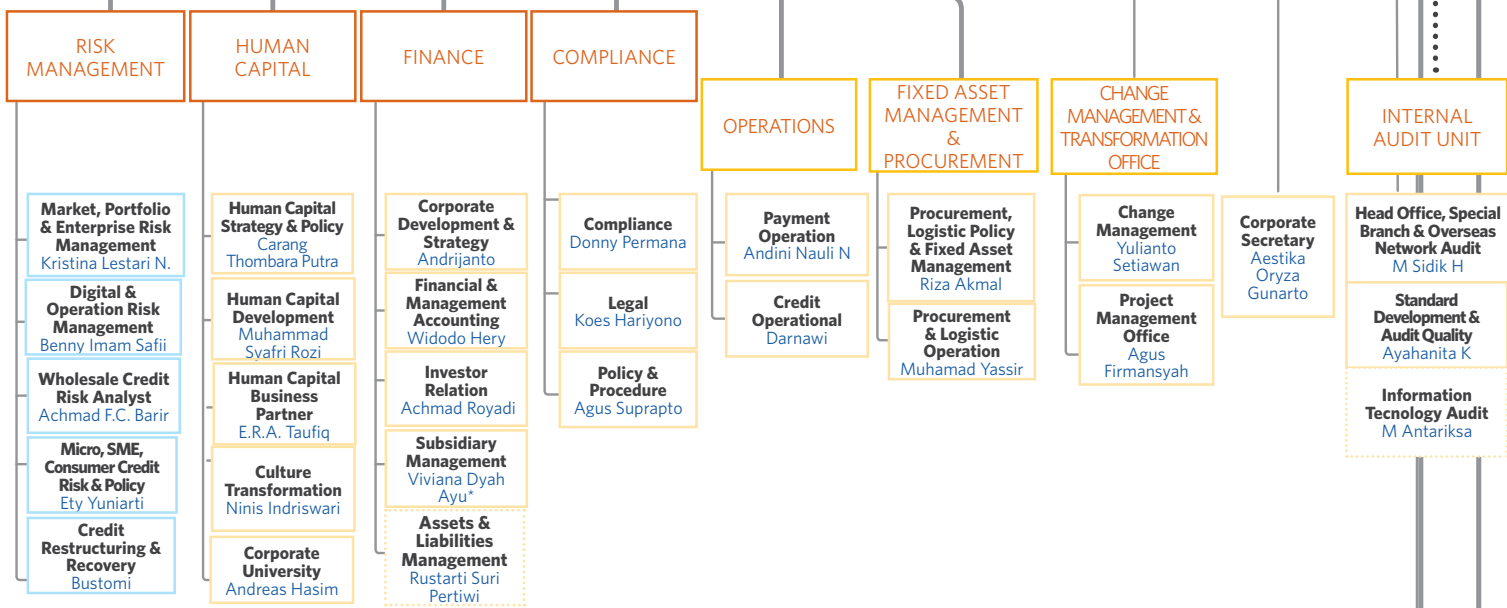 RISK
MANAGEMENT
Market, Portfolio
& Enterprise Risk
Management
Kristina Lestari N.
Digital &
Operation Risk
Management
Benny Imam Safii
Wholesale Credit
Risk Analyst
Achmad F.C. Barir
Micro, SME,
Consumer Credit
Risk & Policy
Ety Yuniarti
Credit
Restructuring &
Recovery
Bustomi
HUMAN
CAPITAL
Human Capital
Strategy & Policy
Carang
Thombara Putra
Human Capital
Development
Muhammad
Syafri Rozi
Human Capital
Business
Partner
E.R.A. Taufiq
Culture
Transformation
Ninis Indriswari
Corporate
University
Andreas Hasim
FINANCE
Corporate
Development &
Strategy
Andrijanto
Financial &
Management
Accounting
Widodo Hery
Investor
Relation
Achmad Royadi
Subsidiary
Management
Viviana Dyah
Ayu*
Assets &
Liabilities
Management
Rustarti Suri
Pertiwi
COMPLIANCE
Compliance
Donny Permana
Legal
Koes Hariyono
Policy &
Procedure
Agus Suprapto
OPERATIONS
Payment
Operation
Andini Nauli N
Credit
Operational
Darnawi
FIXED ASSET
MANAGEMENT
&
PROCUREMENT
Procurement,
Logistic Policy
& Fixed Asset
Management
Riza Akmal
Procurement
& Logistic
Operation
Muhamad Yassir
CHANGE
MANAGEMENT &
TRANSFORMATION
OFFICE
Change
Management
Yulianto
Setiawan
Project
Management
Office
Agus
Firmansyah
Corporate
Secretary
Aestika
Oryza
Gunarto
INTERNAL
AUDIT UNIT
Head Office, Special
Branch & Overseas
Network Audit
M Sidik H
Standard
Development &
Audit Quality
Ayahanita K
Information
Tecnology Audit
M Antariksa